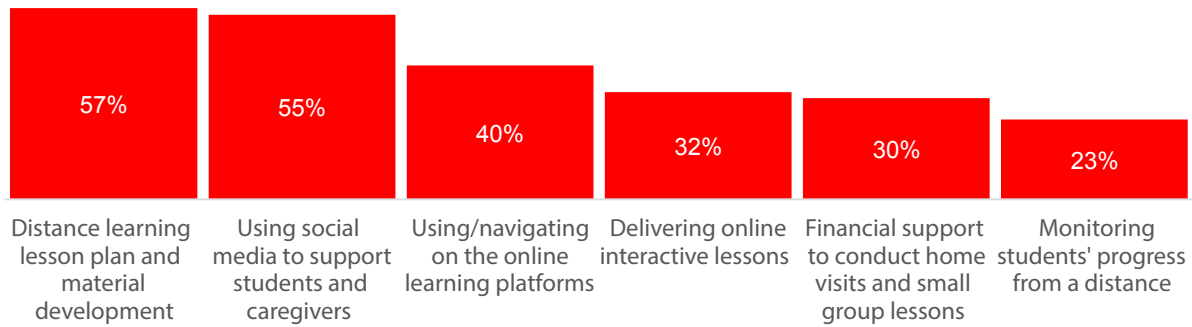 57%
55%
40%
32%
30%
23%
Distance learning
lesson plan and
material
development
Using social
media to support
students and
caregivers
Using/navigating
on the online
learning platforms
Delivering online
interactive lessons
Financial support
to conduct home
visits and small
group lessons
Monitoring
students' progress
from a distance